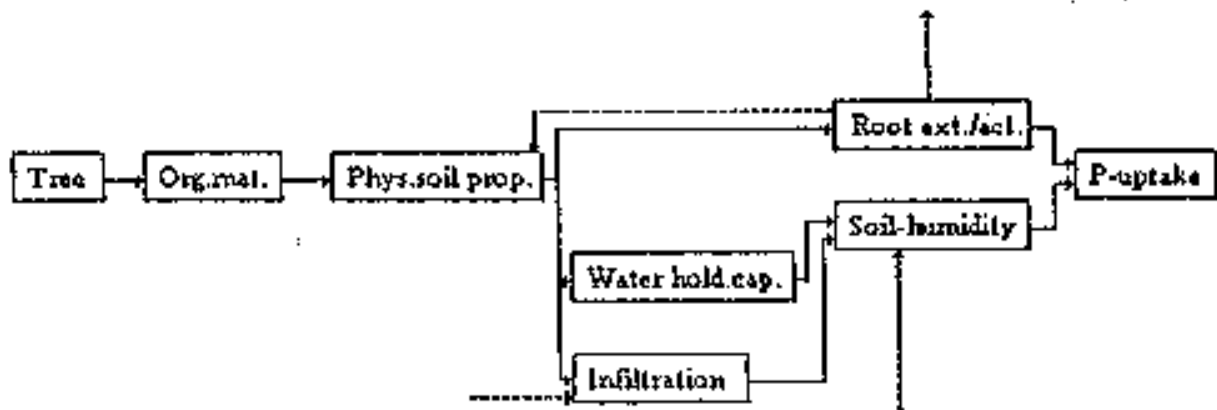 Root ext./act.
Tree
Org.mat.
Phys.soil prop.
P-uptake
Soil-humidity
Water hold.cap.
Infiltration